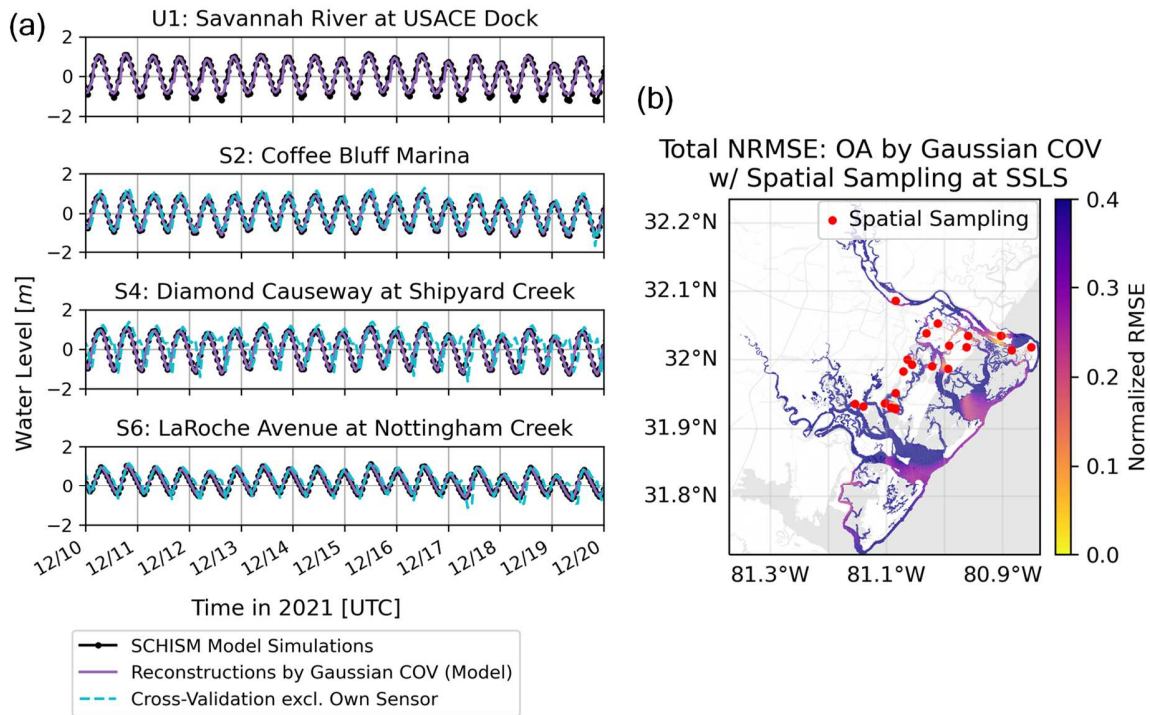 (a)
U1: Savannah River at USACE Dock
2
0
−2
S2: Coffee Bluff Marina
2
0
−2
S4: Diamond Causeway at Shipyard Creek
2
0
−2
S6: LaRoche Avenue at Nottingham Creek
2
0
−2
Water Level [m]
12/10
12/11
12/12
12/13
12/14
12/15
12/16
12/17
12/18
12/19
12/20
Time in 2021 [UTC]
SCHISM Model Simulations
Reconstructions by Gaussian COV (Model)
Cross-Validation excl. Own Sensor
(b)
Total NRMSE: OA by Gaussian COV
w/ Spatial Sampling at SSLS
Spatial Sampling
32.2°N
32.1°N
32°N
31.9°N
31.8°N
81.3°W
81.1°W
80.9°W
0.4
0.3
0.2
0.1
0.0
Normalized RMSE